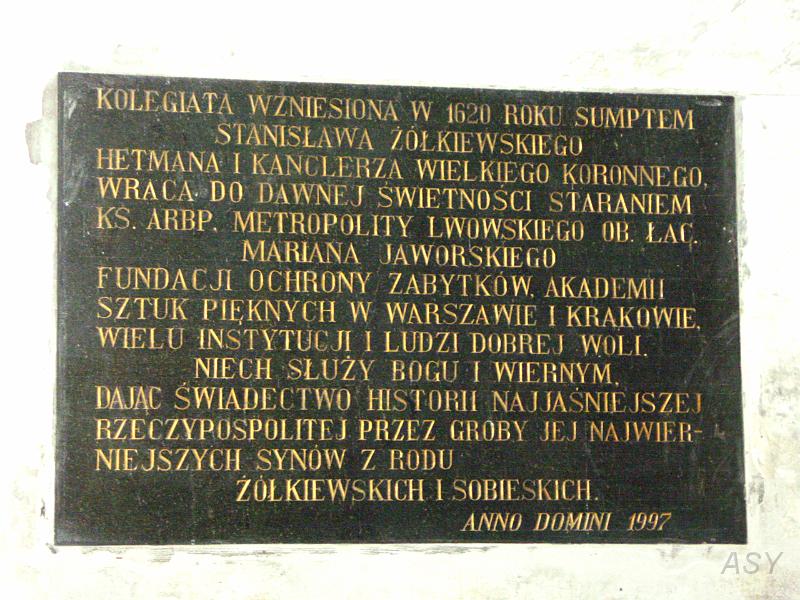 KOLEGIATA WZNIESIONA W 1620 ROKU SUMPTEM
STANISŁAWA ŻÓŁKIEWSKIEGO
HETMANA I KANCLERZA WIELKIEGO KORONNEGO,
WRACA DO DAWNEJ ŚWIETNOŚCI STARANIEM
KS. ARBP. METROPOLITY LWOWSKIEGO OB. ŁAC.
MARIANA JAWORSKIEGO
FUNDACJI OCHRONY ZABYTKÓW, AKADEMII
SZTUK PIĘKNYCH W WARSZAWIE I KRAKOWIE,
WIELU INSTYTUCJI I LUDZI DOBREJ WOLI.
NIECH SŁUŻY BOGU I WIERNYM,
DAJĄC ŚWIADECTWO HISTORII NAJJAŚNIEJSZEJ
RZECZYPOSPOLITEJ PRZEZ GROBY JEJ NAJWIER-
NIEJSZYCH SYNÓW Z RODU
ŻÓŁKIEWSKICH I SOBIESKICH.
ANNO DOMINI 1997
ASY